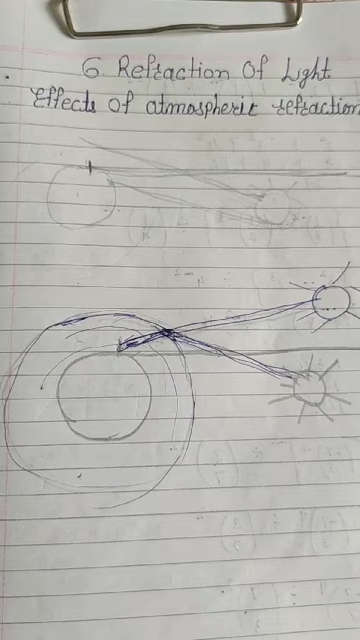 6. Refraction Of Light
Effects Of atmospheric refraction